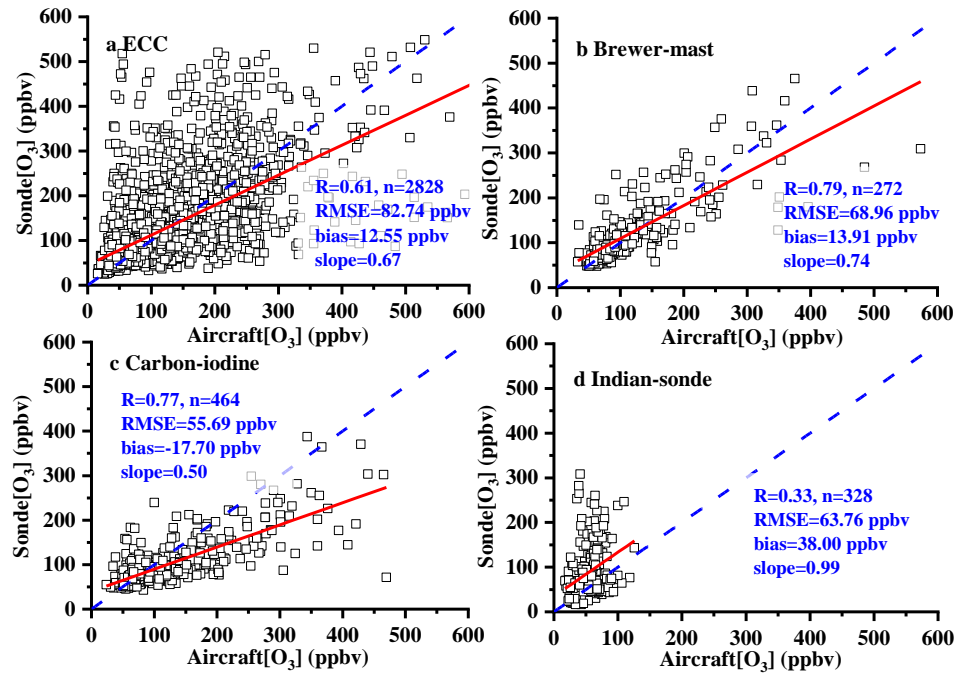 a ECC
Sonde[O₃] (ppbv)
600
500
400
300
200
100
0
R=0.61, n=2828
RMSE=82.74 ppbv
bias=12.55 ppbv
slope=0.67
0 100 200 300 400 500 600
Aircraft[O₃] (ppbv)
b Brewer-mast
Sonde[O₃] (ppbv)
600
500
400
300
200
100
0
R=0.79, n=272
RMSE=68.96 ppbv
bias=13.91 ppbv
slope=0.74
0 100 200 300 400 500 600
Aircraft[O₃] (ppbv)
c Carbon-iodine
Sonde[O₃] (ppbv)
600
500
400
300
200
100
0
R=0.77, n=464
RMSE=55.69 ppbv
bias=-17.70 ppbv
slope=0.50
0 100 200 300 400 500 600
Aircraft[O₃] (ppbv)
d Indian-sonde
Sonde[O₃] (ppbv)
600
500
400
300
200
100
0
R=0.33, n=328
RMSE=63.76 ppbv
bias=38.00 ppbv
slope=0.99
0 100 200 300 400 500 600
Aircraft[O₃] (ppbv)